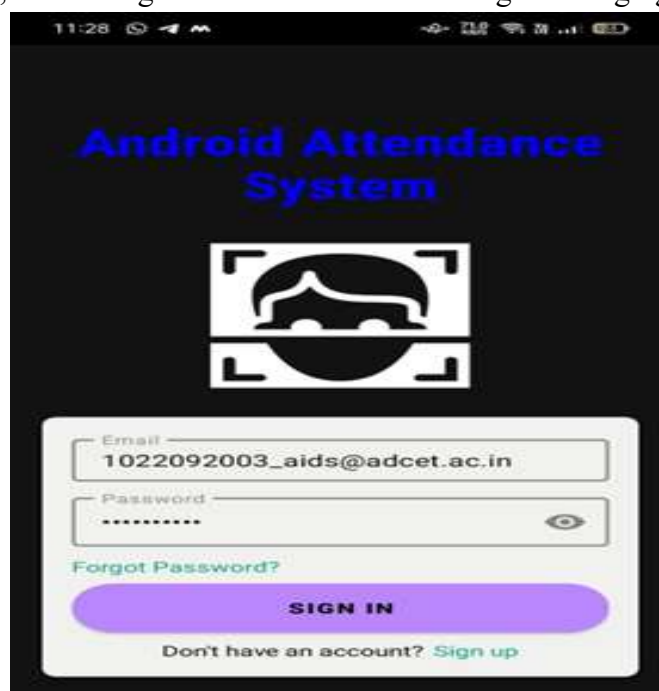 11:28
Android Attendance
System
Email
1022092003_aids@adcet.ac.in
Password
••••••••••
Forgot Password?
SIGN IN
Don't have an account? Sign up